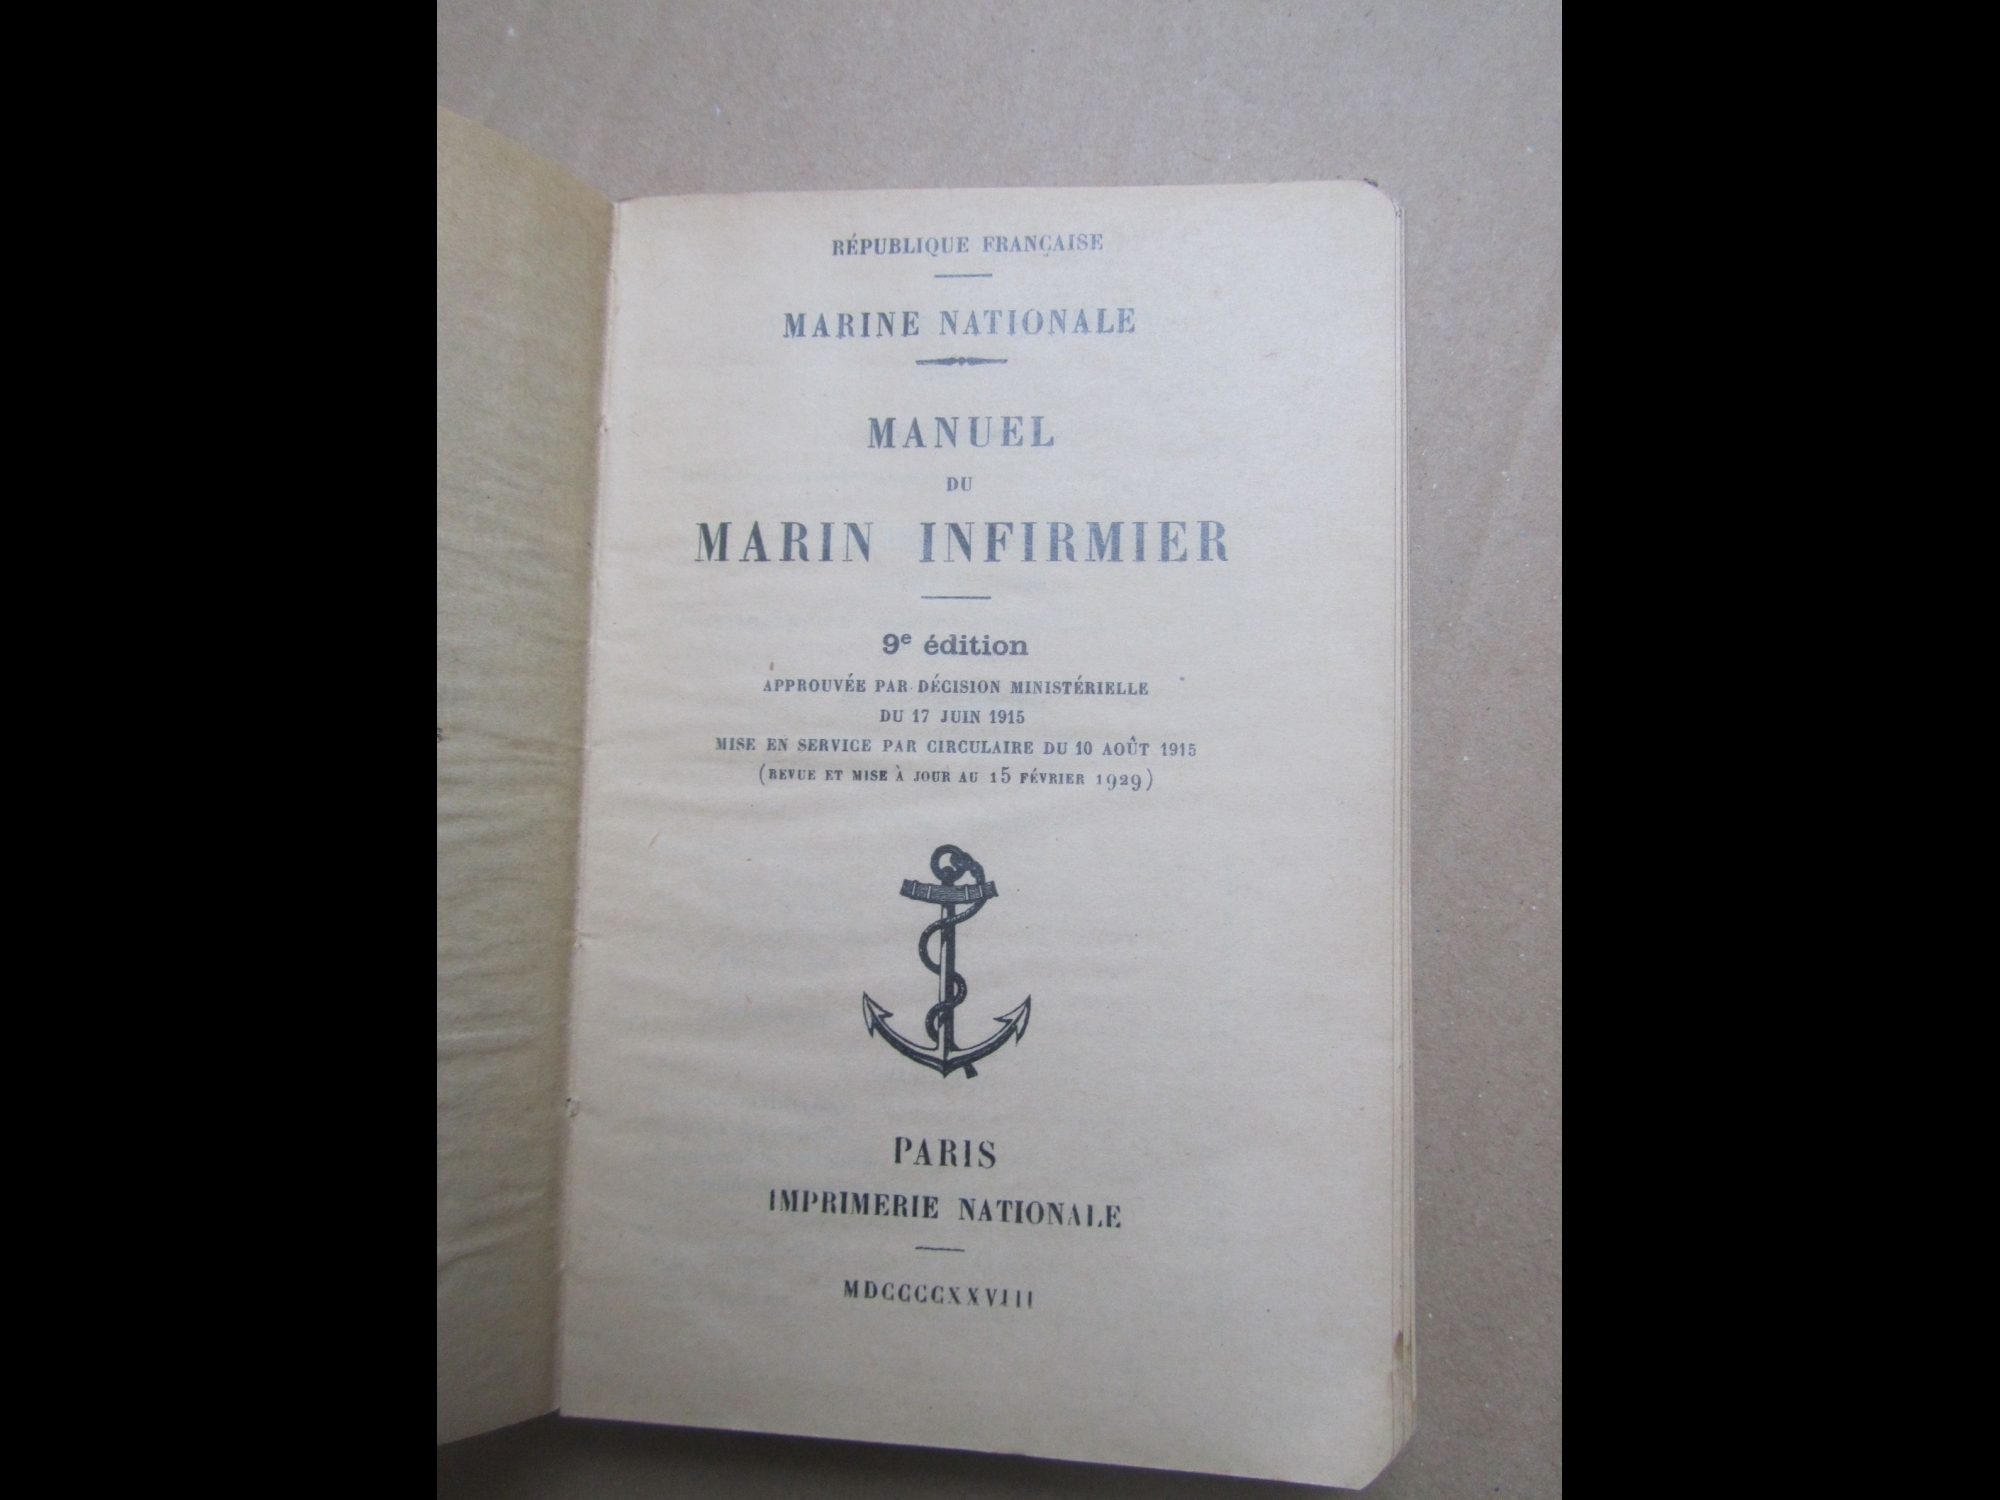 RÉPUBLIQUE FRANÇAISE
MARINE NATIONALE
MANUEL
DU
MARIN INFIRMIER
9e édition
APPROUVÉE PAR DÉCISION MINISTÉRIELLE
DU 17 JUIN 1915
MISE EN SERVICE PAR CIRCULAIRE DU 10 AOÛT 1915
(REVUE ET MISE À JOUR AU 15 FÉVRIER 1929)
PARIS
IMPRIMERIE NATIONALE
MDCCCCXXVIII